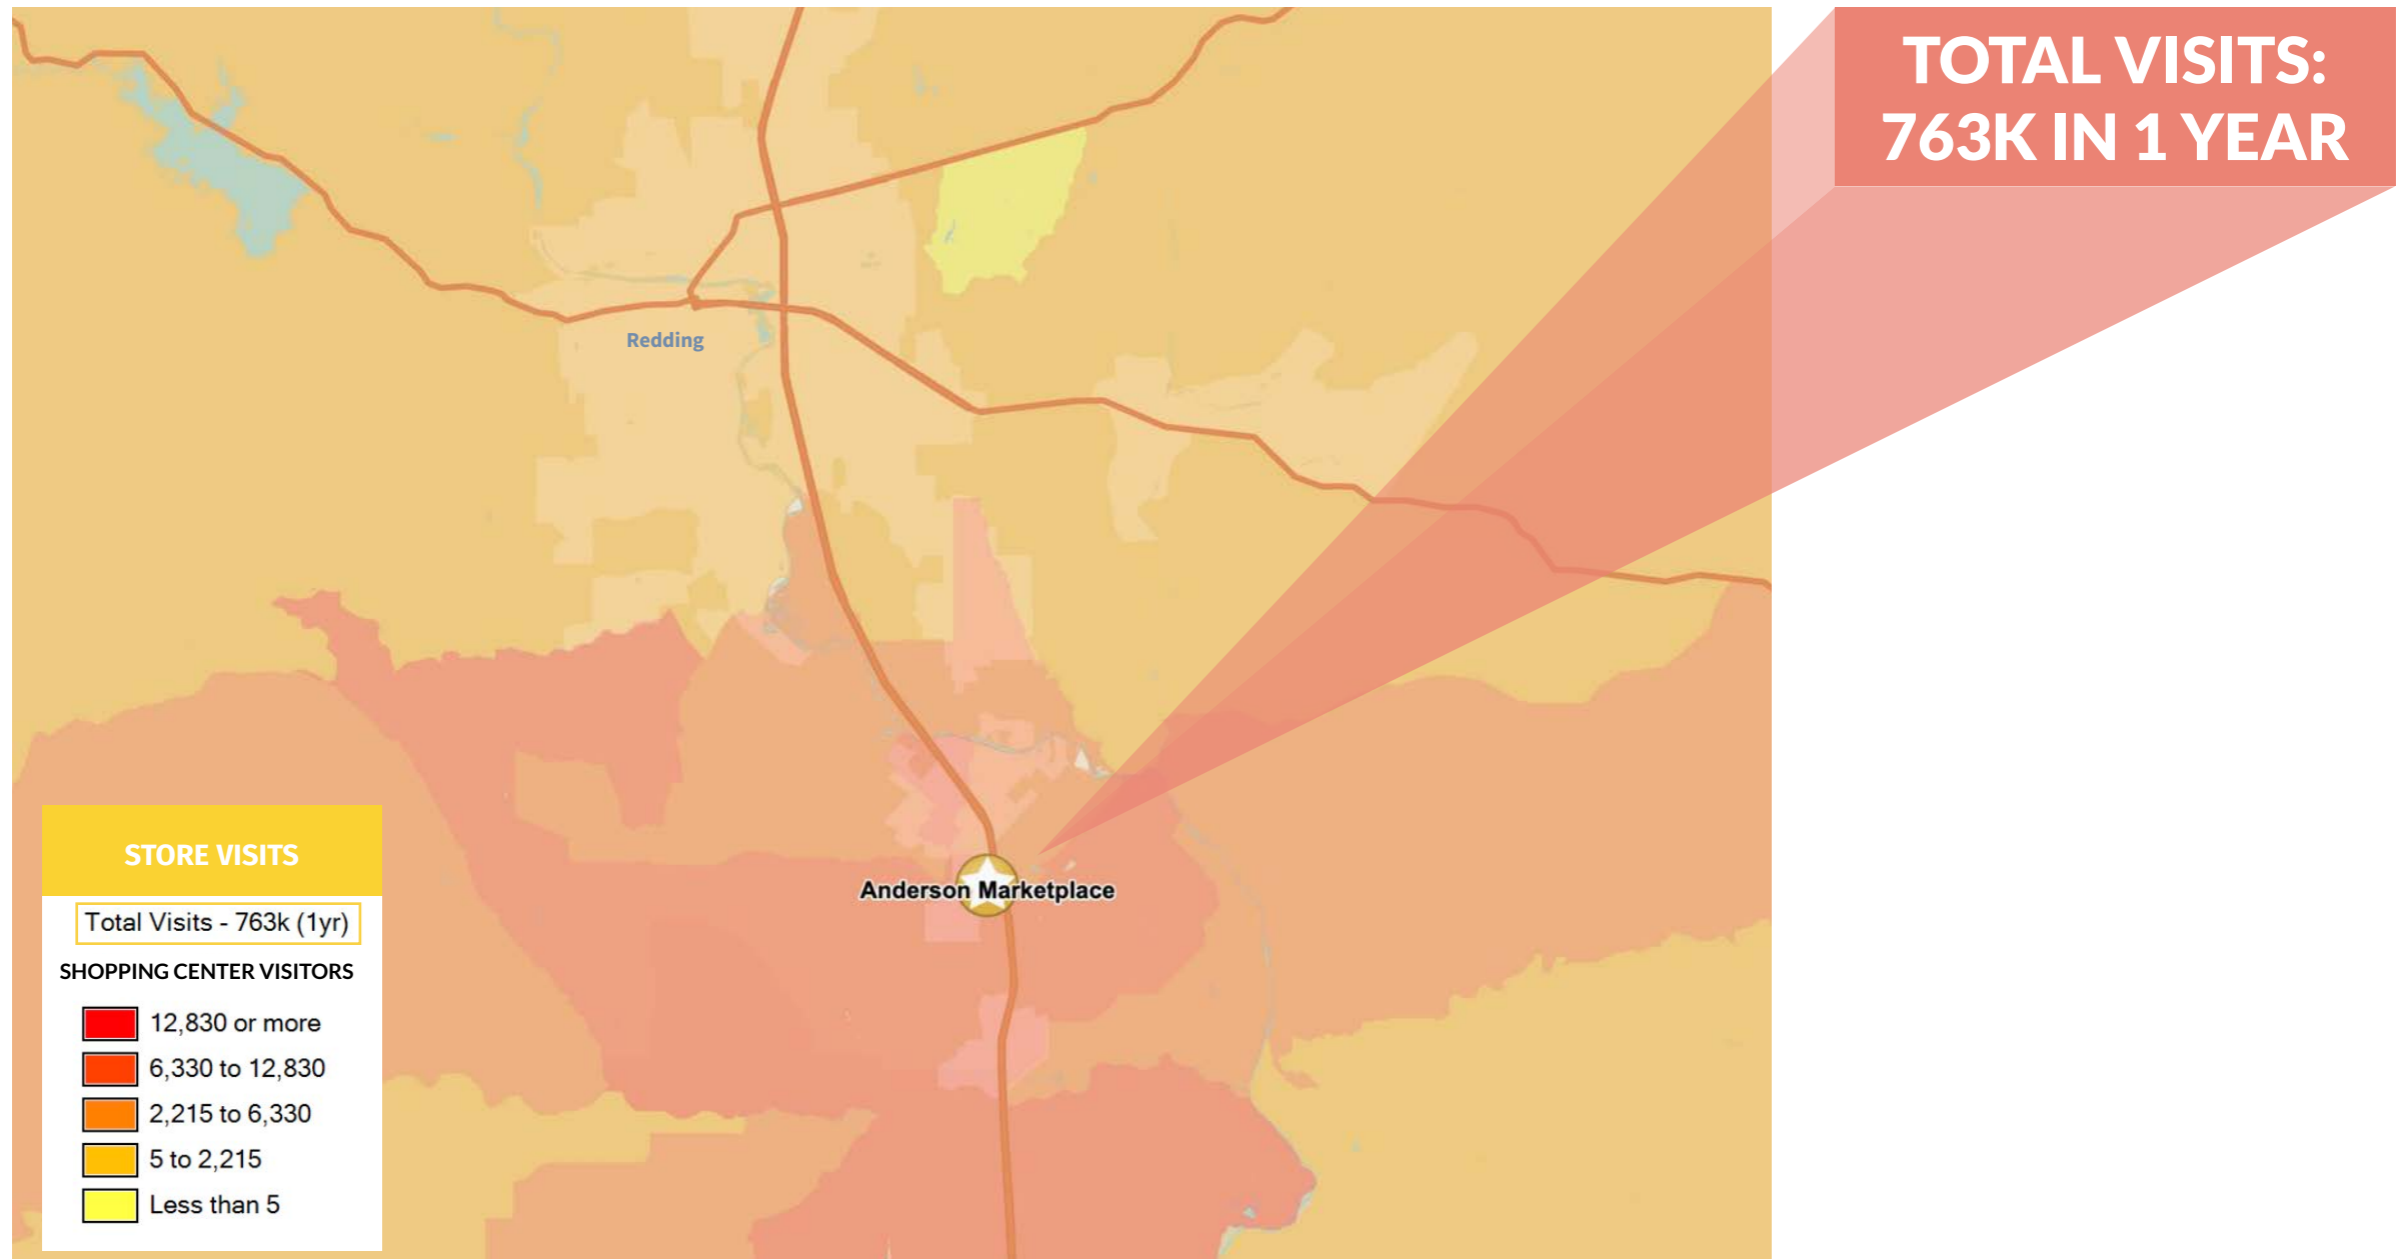 TOTAL VISITS:
763K IN 1 YEAR
Redding
Anderson Marketplace
STORE VISITS
Total Visits - 763k (1yr)
SHOPPING CENTER VISITORS
12,830 or more
6,330 to 12,830
2,215 to 6,330
5 to 2,215
Less than 5